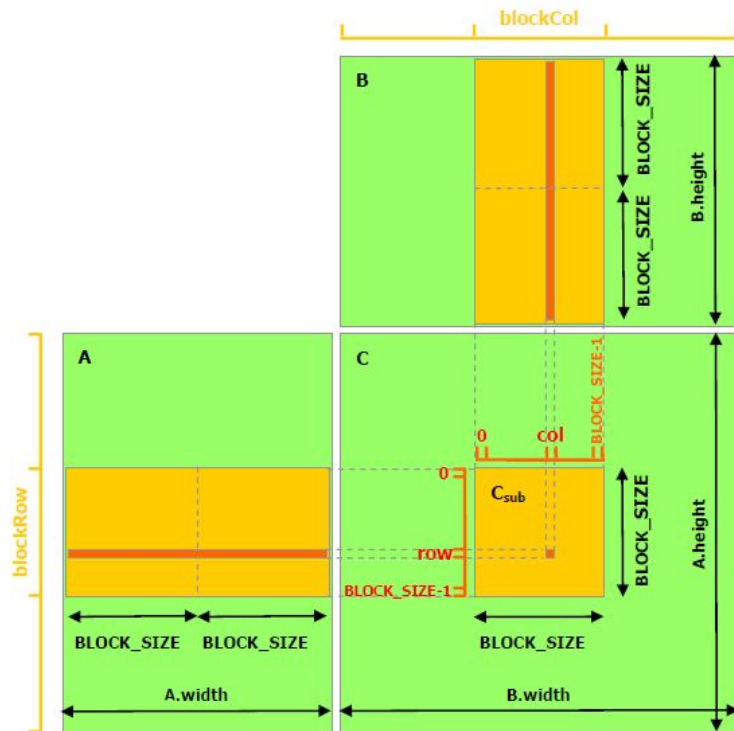 blockCol
B
BLOCK_SIZE
BLOCK_SIZE
B.height
A
C
BLOCK_SIZE-1
0
col
0
C_sub
blockRow
row
BLOCK_SIZE
A.height
BLOCK_SIZE-1
BLOCK_SIZE
BLOCK_SIZE
BLOCK_SIZE
A.width
B.width